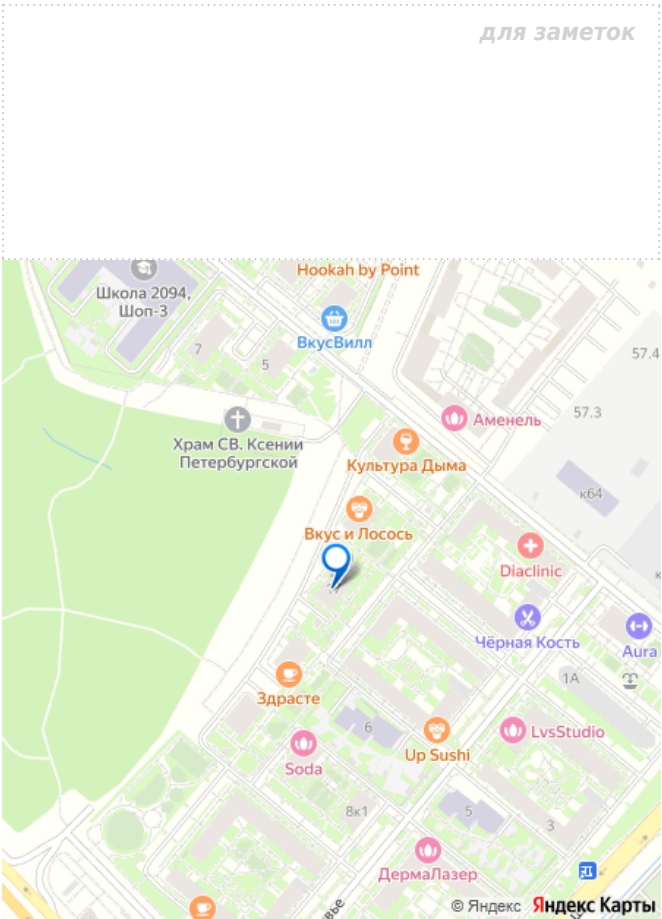 для заметок
Hookah by Point
Школа 2094,
Шоп-3
ВкусВилл
7
5
57.4
57.3
Аменель
Храм СВ. Ксении
Петербургской
Культура Дыма
к64
Вкус и Лосось
Diaclinic
Чёрная Кость
Aura
1А
Здрасте
6
LvsStudio
Up Sushi
Soda
8к1
5
3
ДермаЛазер
© Яндекс Яндекс Карты